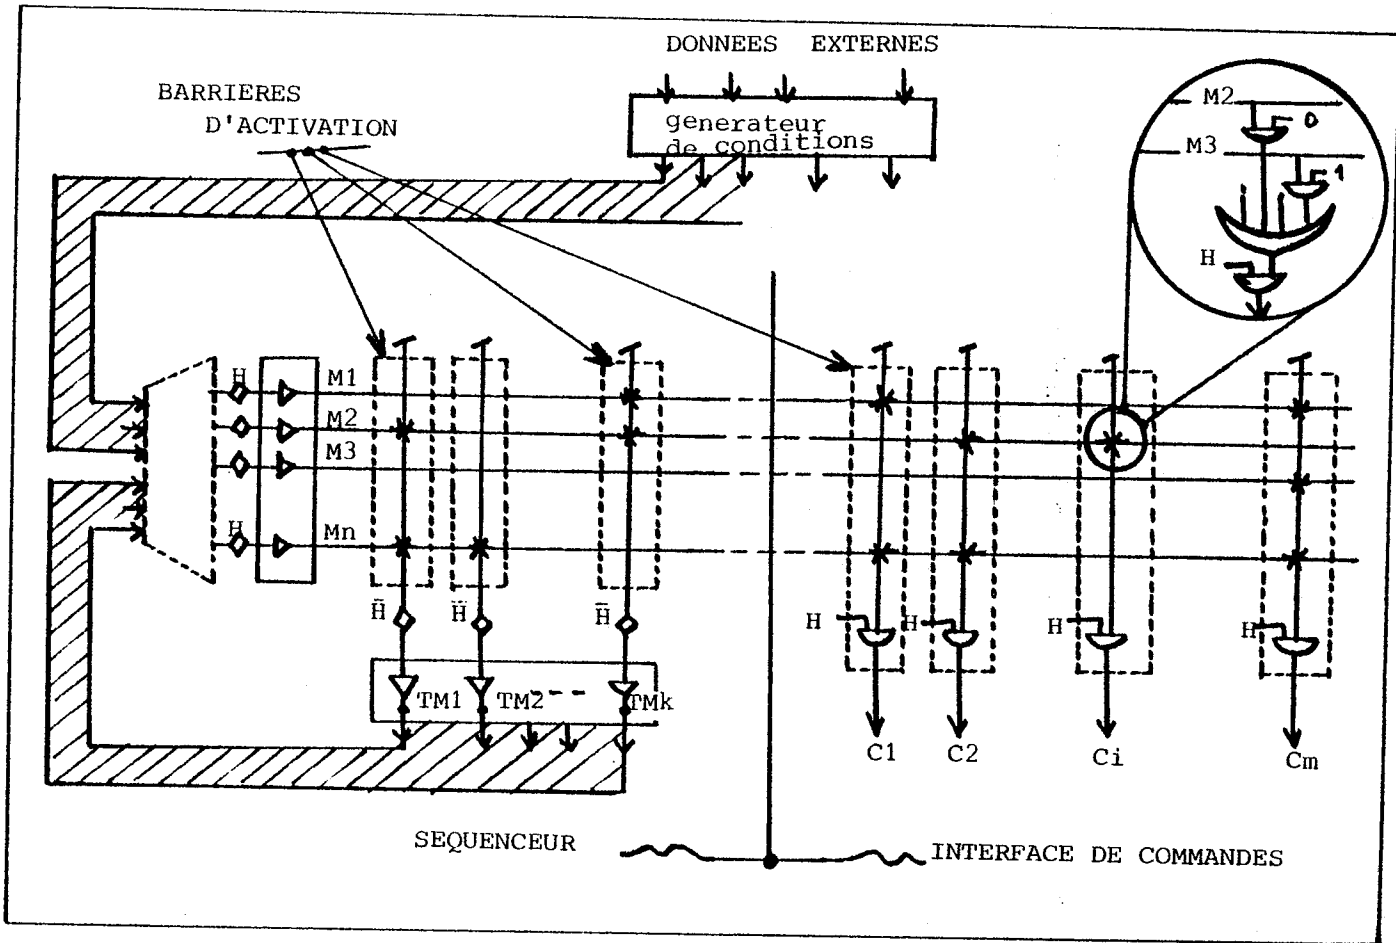 DONNEES EXTERNES
BARRIERES
D'ACTIVATION
generateur
de conditions
M2
0
M3
1
H
H
M1
M2
M3
H
Mn
H̄
H̄
H̄
H
H
H
H
TM1
TM2
TMk
C1
C2
Ci
Cm
SEQUENCEUR
INTERFACE DE COMMANDES